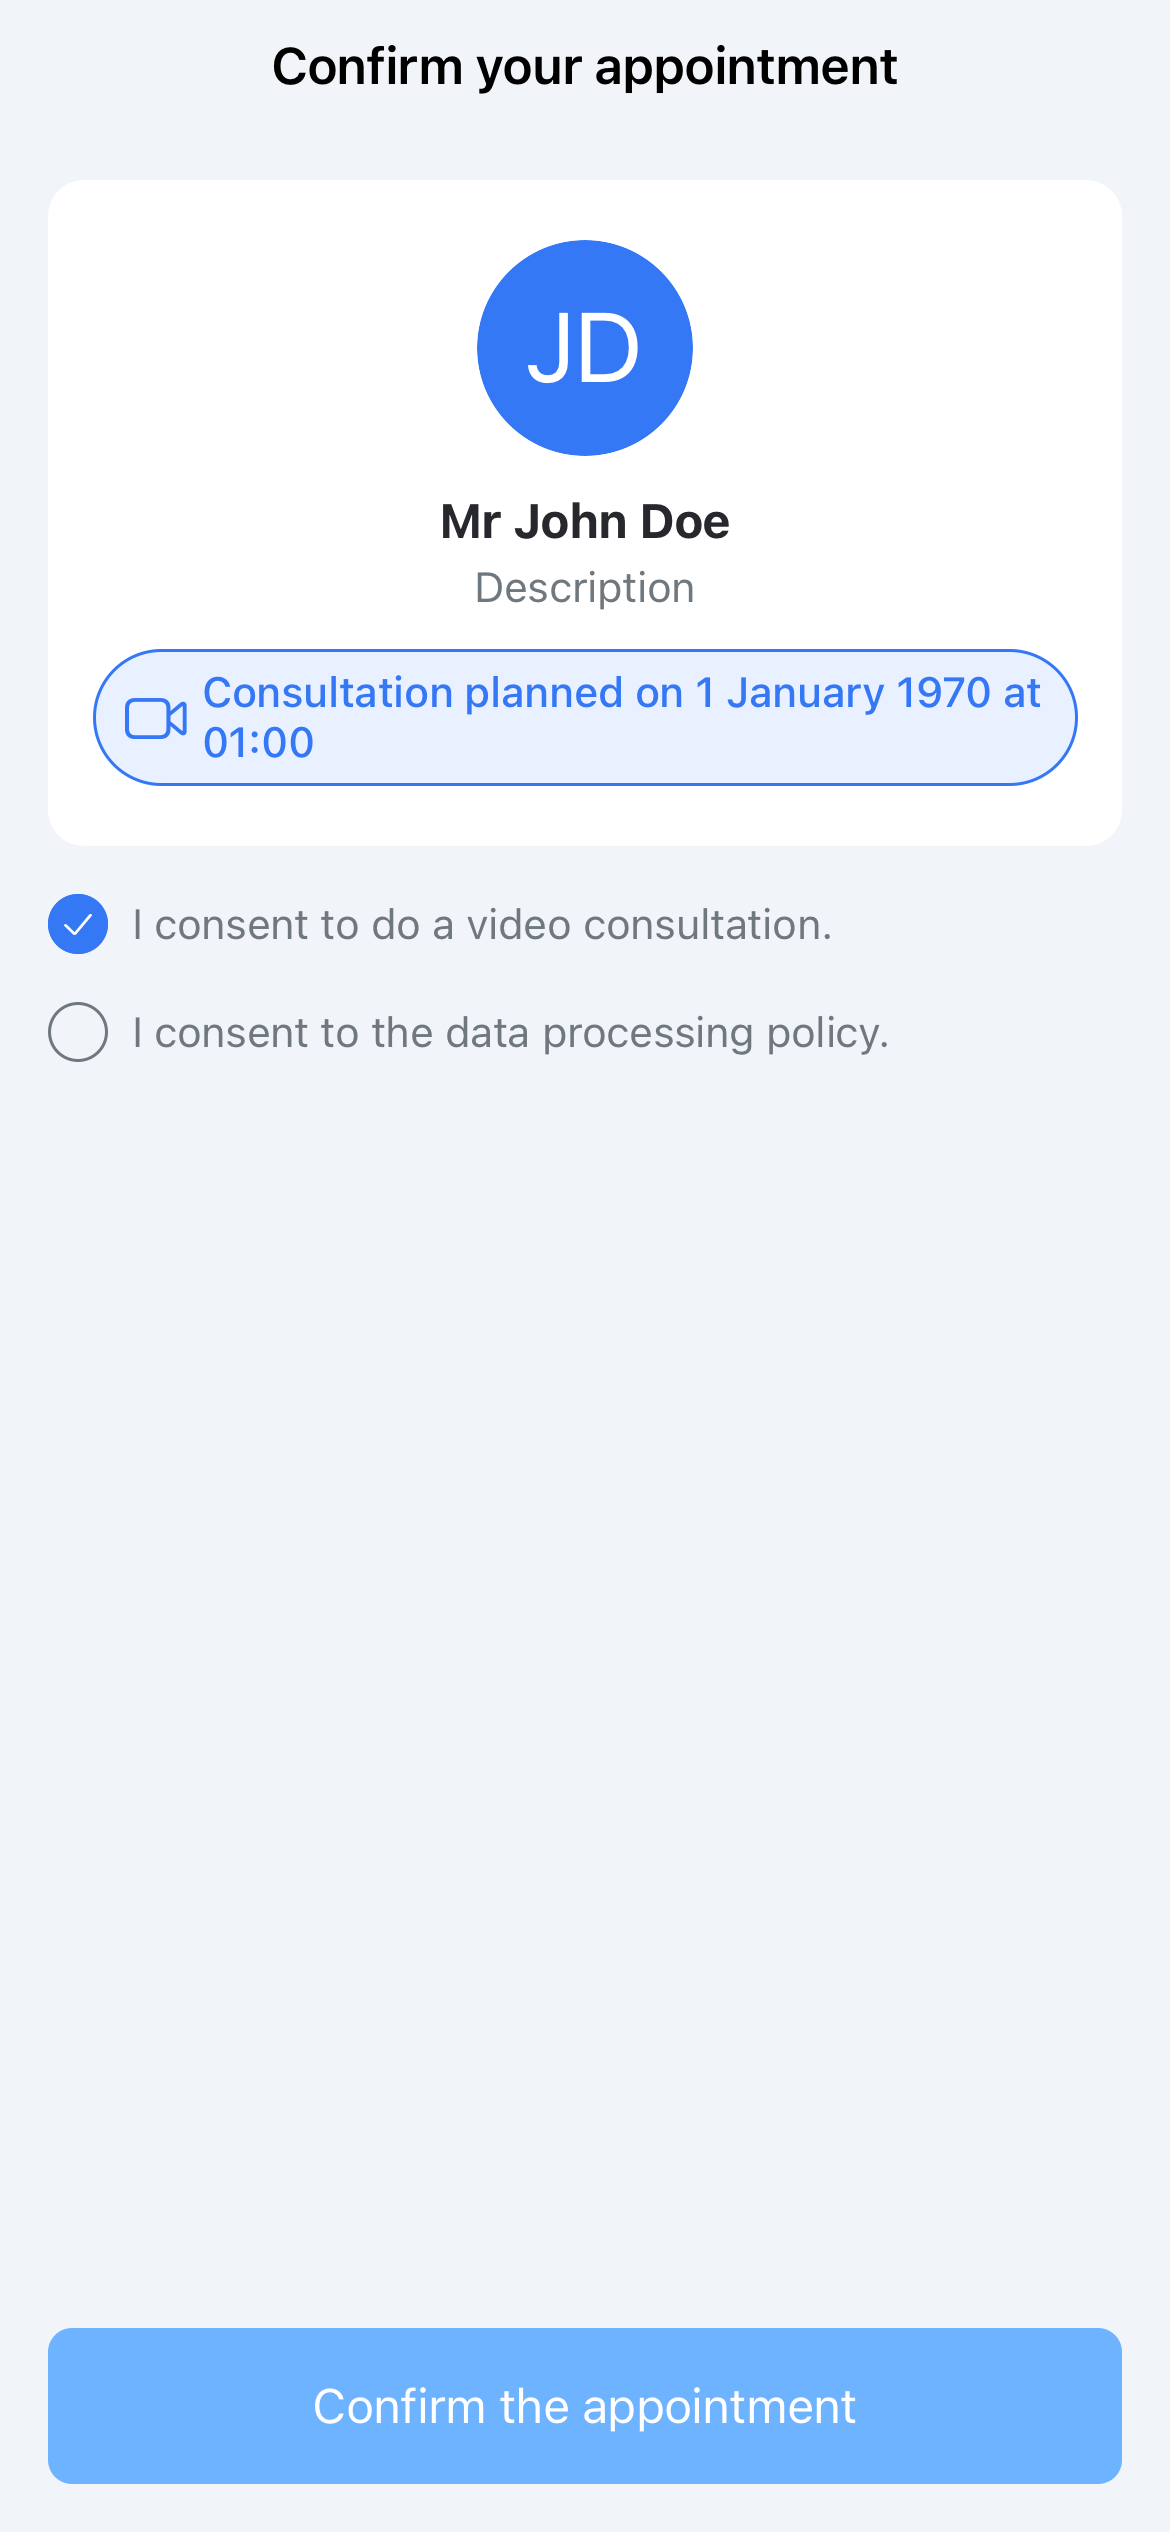 Confirm your appointment
JD
Mr John Doe
Description
Consultation planned on 1 January 1970 at
01:00
I consent to do a video consultation.
I consent to the data processing policy.
Confirm the appointment